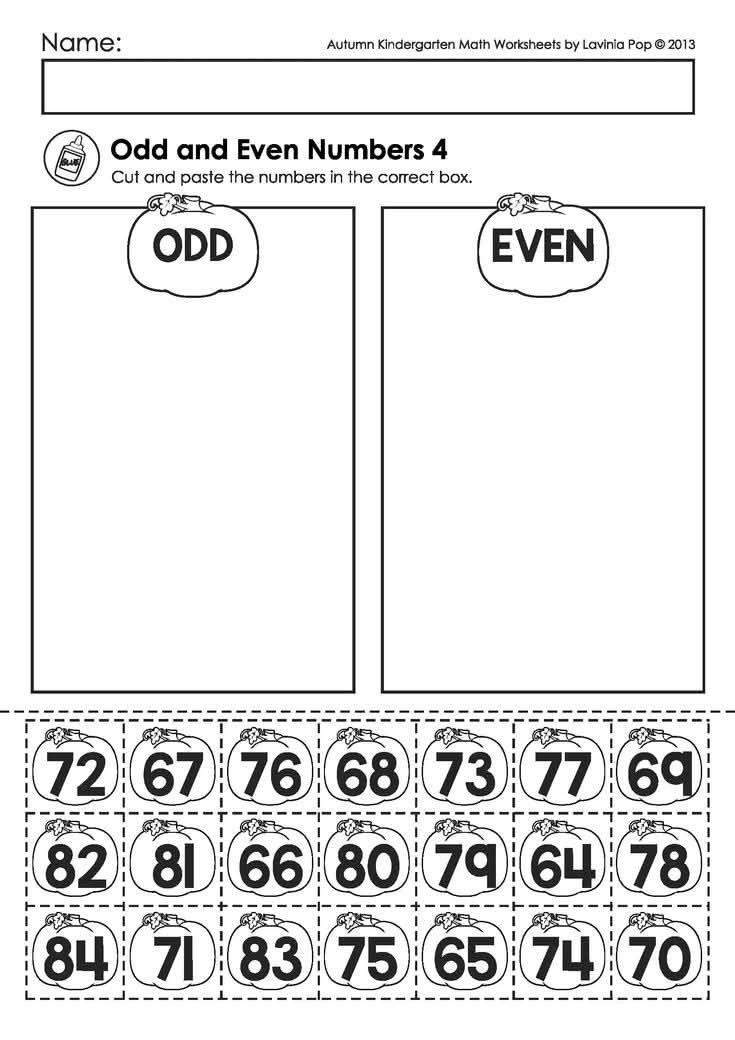 Name:
Autumn Kindergarten Math Worksheets by Lavinia Pop © 2013
GLUE
Odd and Even Numbers 4
Cut and paste the numbers in the correct box.
ODD
EVEN
72 67 76 68 73 77 69
82 81 66 80 79 64 78
84 71 83 75 65 74 70